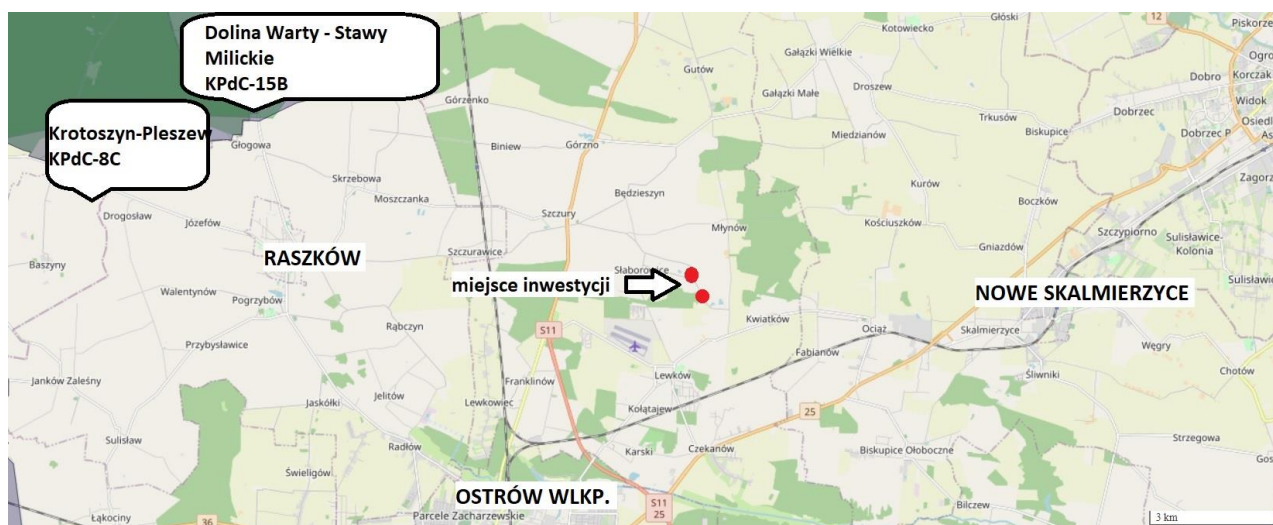 Dolina Warty - Stawy
Milickie
KPdC-15B
Krotoszyn-Pleszew
KPdC-8C
Głóski
12
Piskorze
Kotowiecko
Gałązki Wielkie
Gutów
Ogro
Dobro
Korczak
Górzenko
Gałązki Małe
Droszew
Widok
Trkusów
Dobrzec
Osiedl
As
Biskupice
Dobrzec P
Głogowa
Biniew
Górzno
Miedzianów
Zagorz
Skrzebowa
Kurów
Będzieszyn
Moszczanka
Boczków
Drogosław
Józefów
Szczury
Młynów
Kościuszków
Szczypiorno
Sulisławice-
Kolonia
Szczurawice
Gniazdów
RASZKÓW
Baszyny
Słaborowice
Sulisławic
miejsce inwestycji
Walentynów
Pogrzybów
NOWE SKALMIERZYCE
Kwiatków
Rąbczyn
S11
Ociąż
Skalmierzyce
Przybysławice
Węgry
Fabianów
Franklinów
Lewków
Śliwniki
Chotów
Janków Zaleśny
Jelitów
Jaskółki
Lewkowiec
Kołątajew
25
Sulisław
Strzegowa
Radłów
Karski
Czekanów
Biskupice Ołoboczne
Gos
Świeligów
OSTRÓW WLKP.
S11
25
Bilczew
Łąkociny
36
Parcele Zacharzewskie
3 km